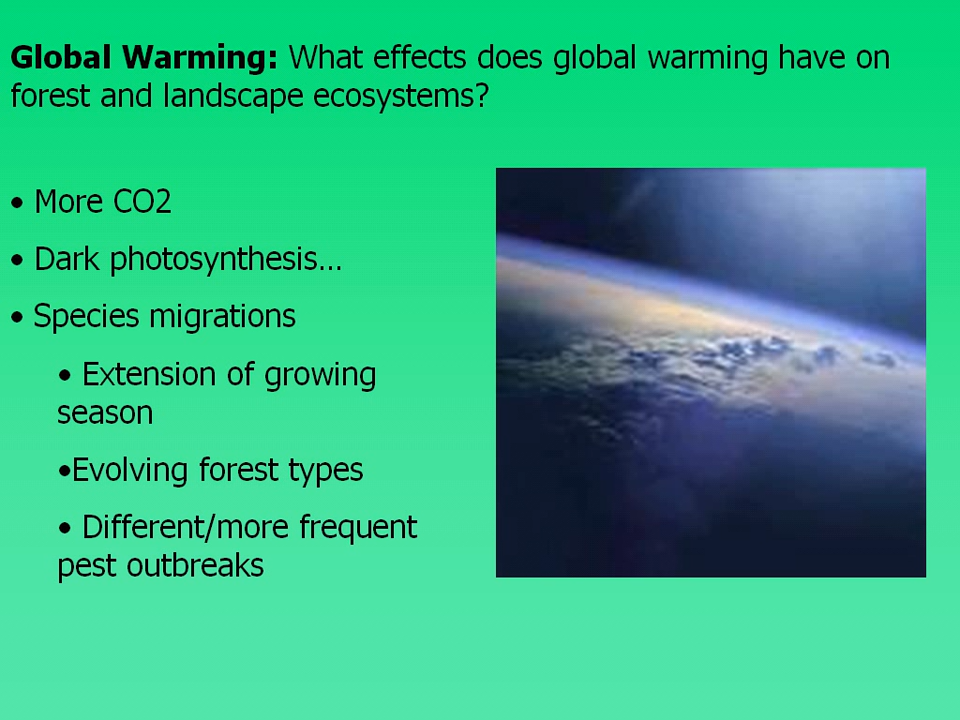 Global Warming: What effects does global warming have on
forest and landscape ecosystems?
• More CO2
• Dark photosynthesis...
• Species migrations
• Extension of growing
season
•Evolving forest types
• Different/more frequent
pest outbreaks